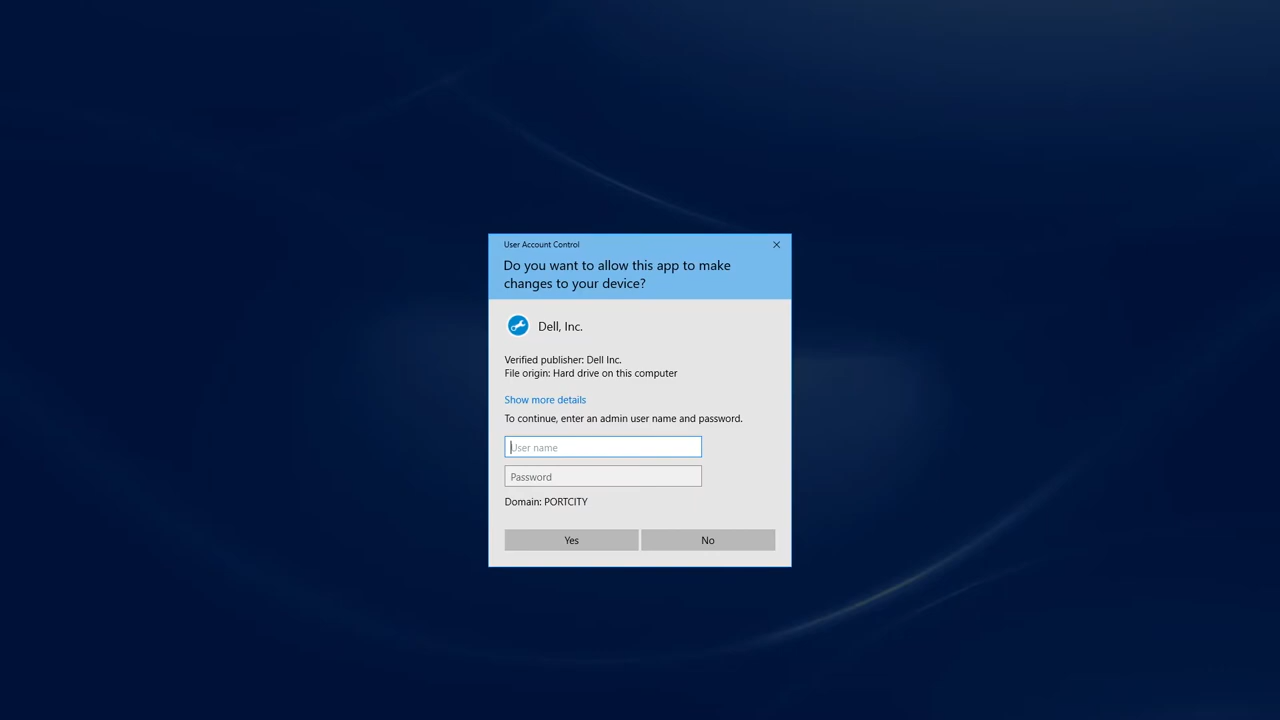 User Account Control
Do you want to allow this app to make
changes to your device?
Dell, Inc.
Verified publisher: Dell Inc.
File origin: Hard drive on this computer
Show more details
To continue, enter an admin user name and password.
User name
Password
Domain: PORTCITY
Yes
No